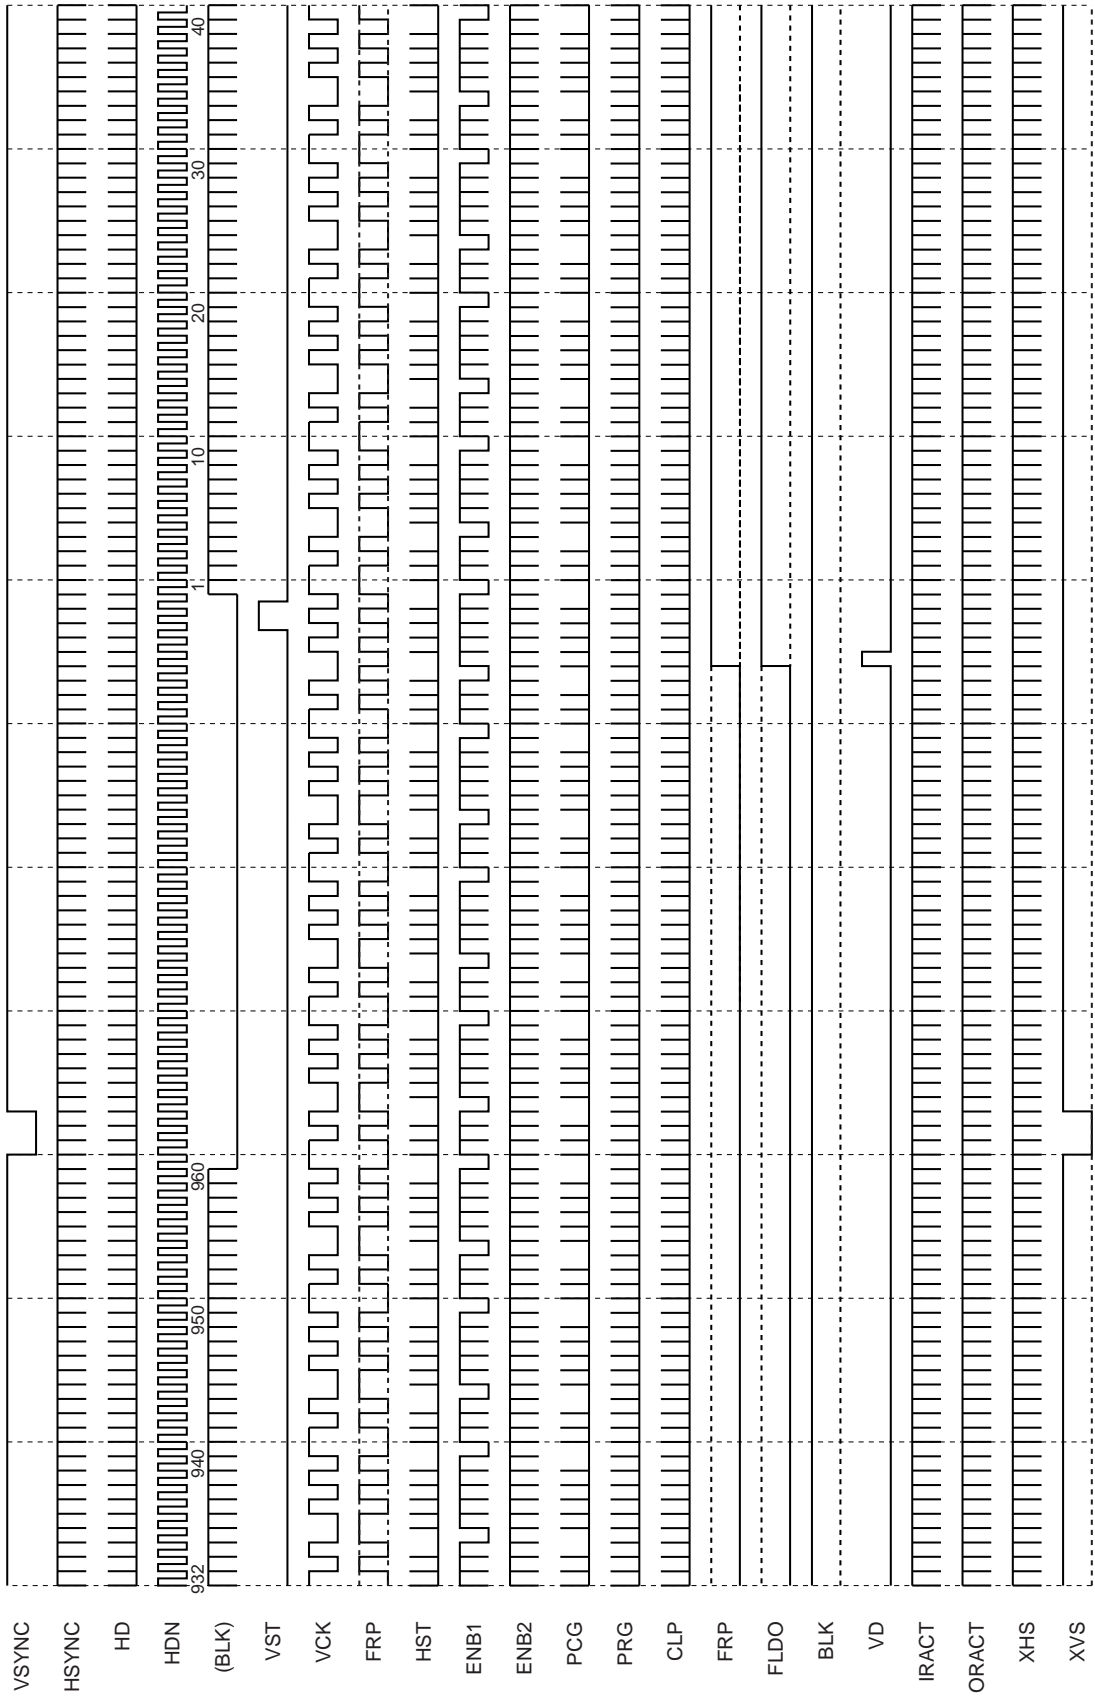 VSYNC
HSYNC
HD
HDN
932
940
950
960
1
10
20
30
40
(BLK)
VST
VCK
FRP
HST
ENB1
ENB2
PCG
PRG
CLP
FRP
FLDO
BLK
VD
IRACT
ORACT
XHS
XVS